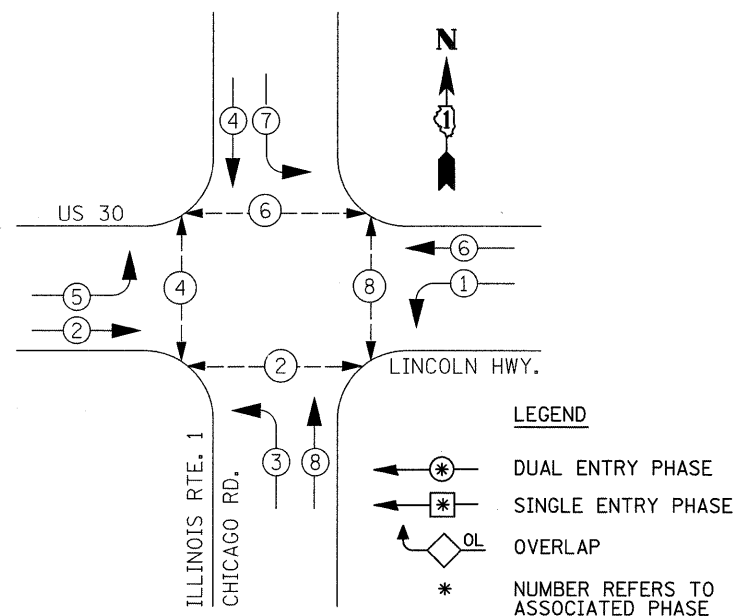 N
1
4 7
US 30
6
6
5
4
8
1
2
2
LINCOLN HWY.
3 8
ILLINOIS RTE. 1
CHICAGO RD.
LEGEND
* DUAL ENTRY PHASE
* SINGLE ENTRY PHASE
OL OVERLAP
* NUMBER REFERS TO
ASSOCIATED PHASE